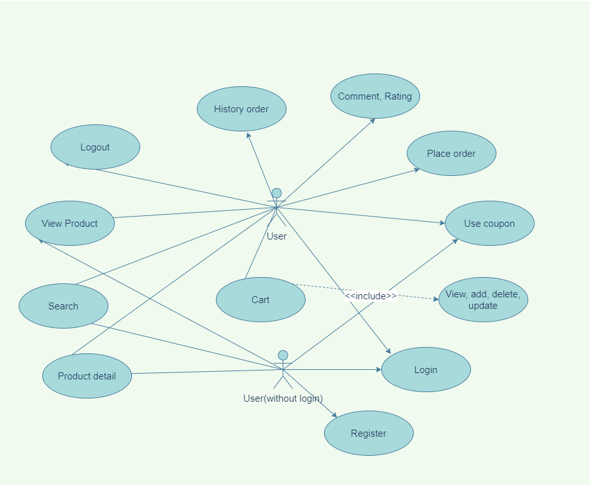 Comment, Rating
History order
Logout
Place order
View Product
Use coupon
User
Search
Cart
<<include>>
View, add, delete,
update
Product detail
Login
User(without login)
Register